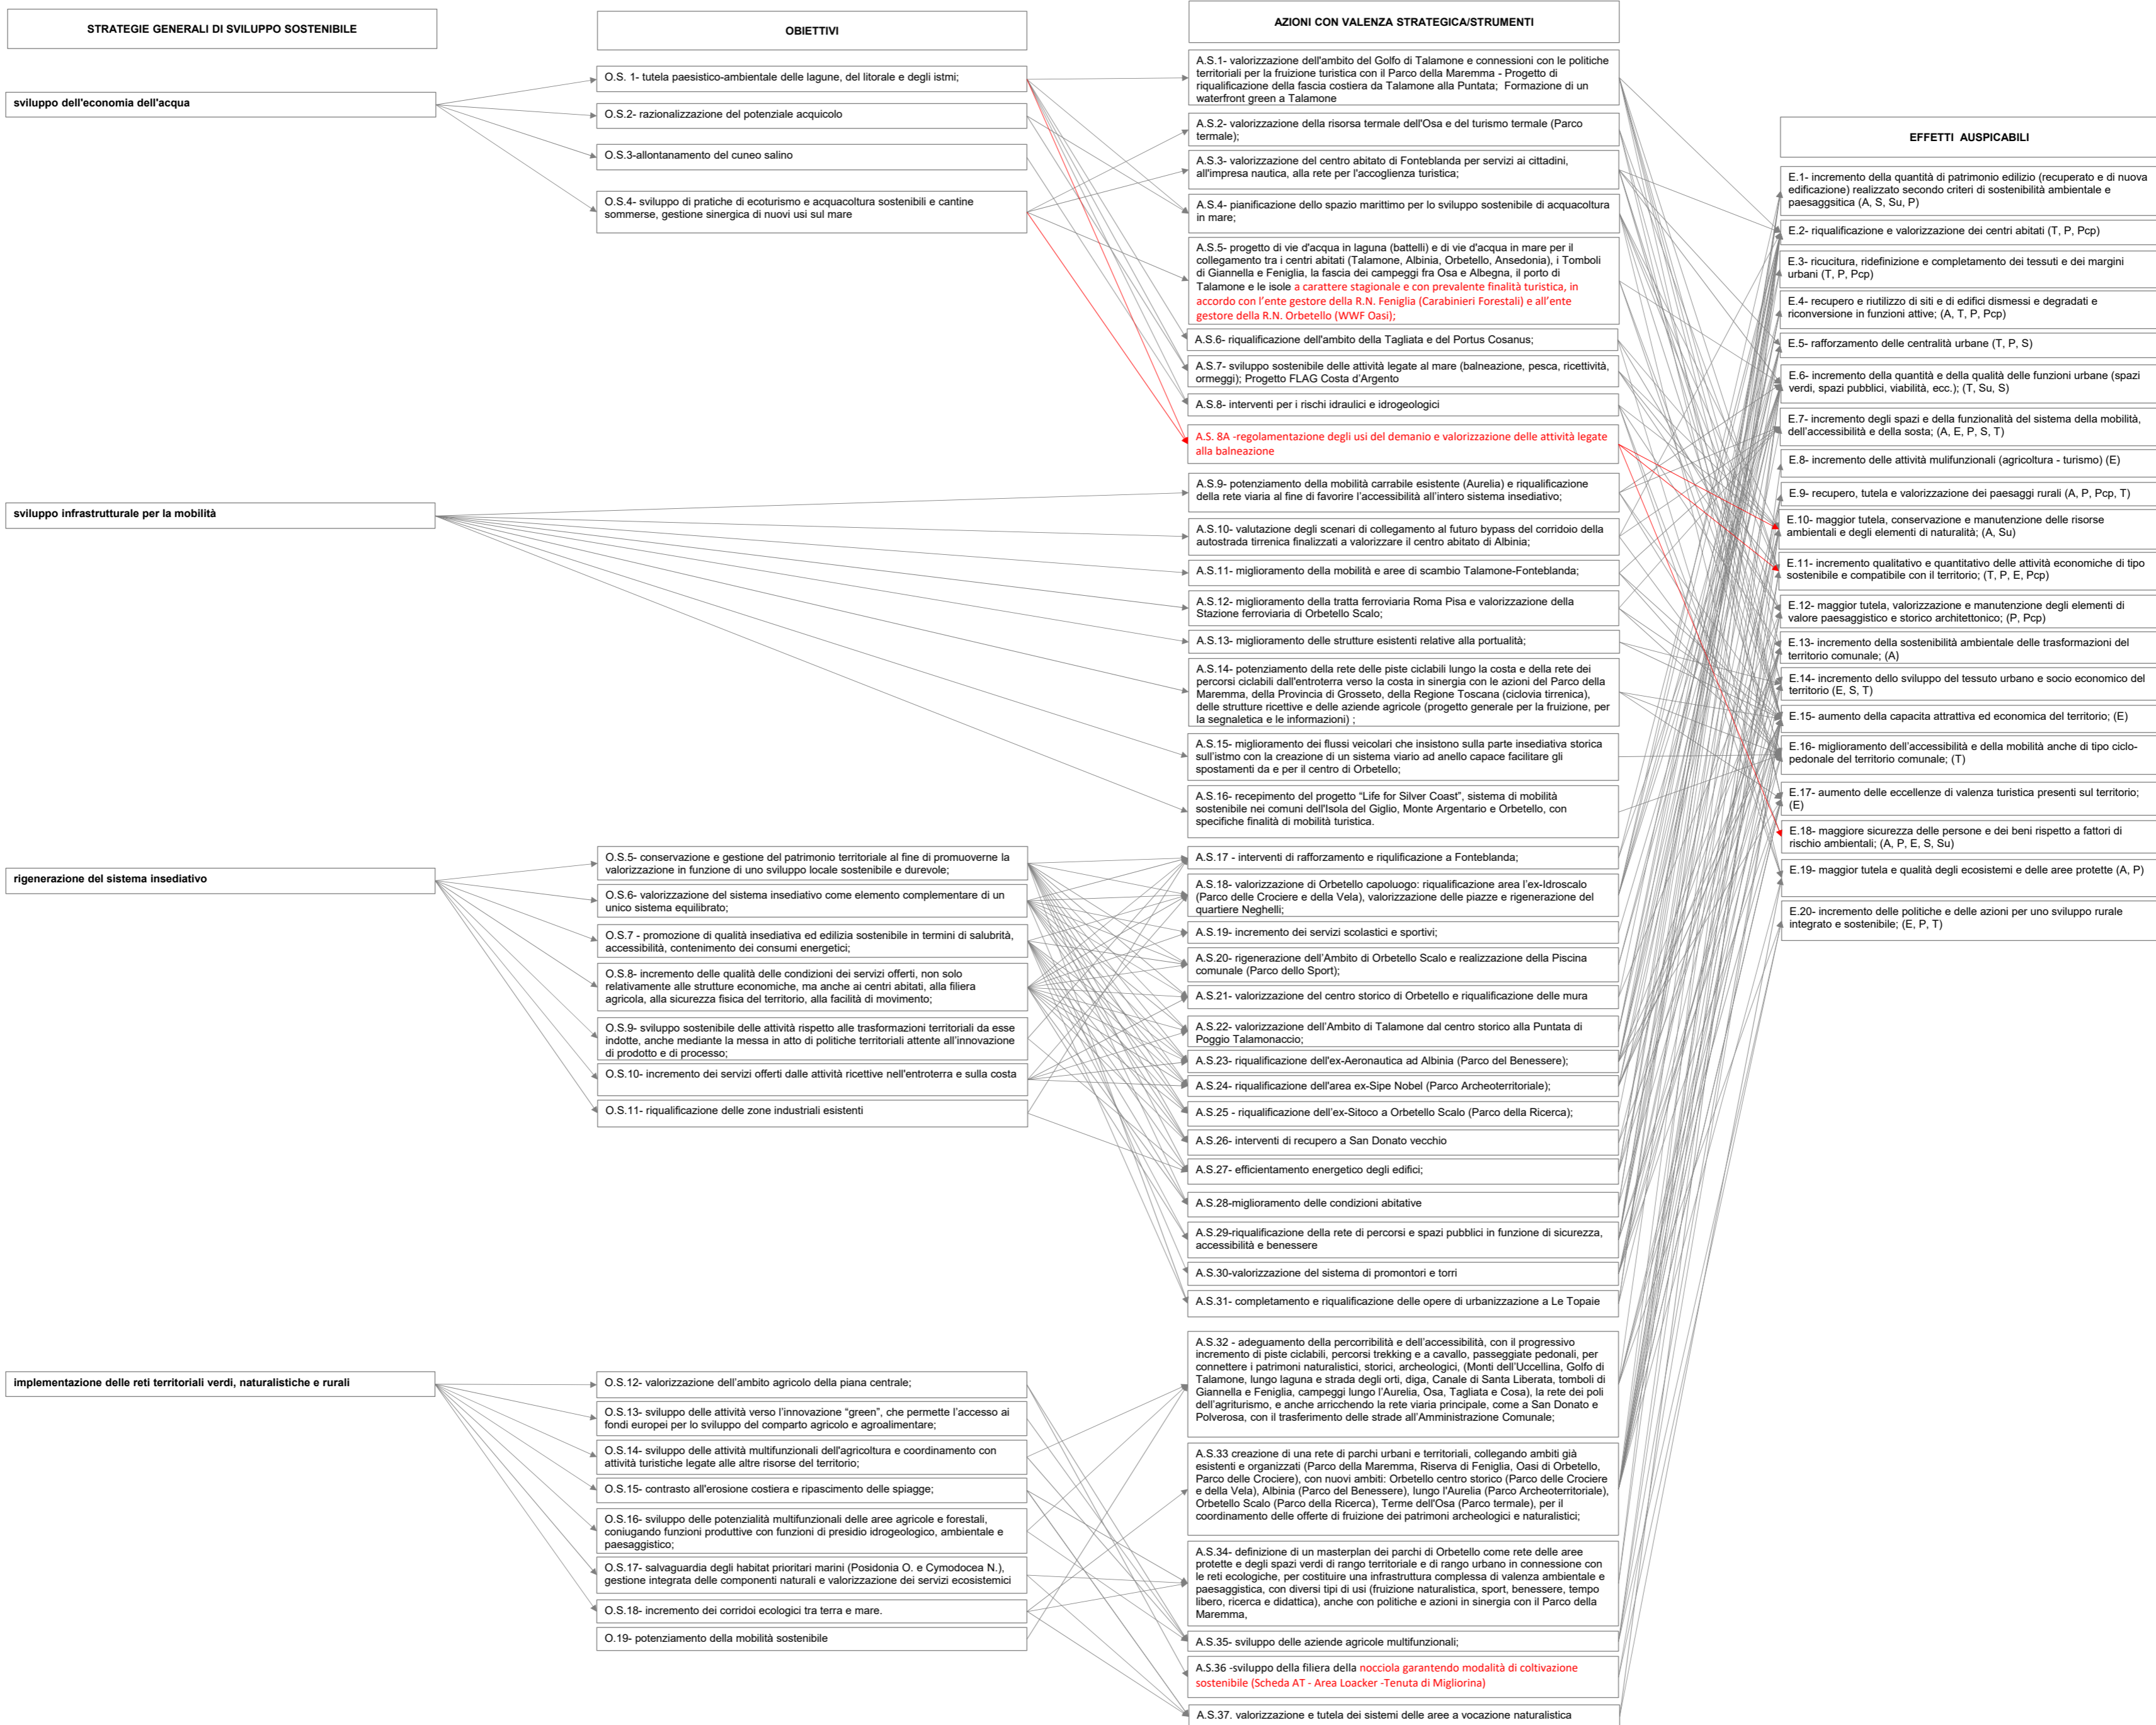 STRATEGIE GENERALI DI SVILUPPO SOSTENIBILE
sviluppo dell'economia dell'acqua
sviluppo infrastrutturale per la mobilità
rigenerazione del sistema insediativo
implementazione delle reti territoriali verdi, naturalistiche e rurali
OBIETTIVI
O.S. 1- tutela paesistico-ambientale delle lagune, del litorale e degli istmi;
O.S.2- razionalizzazione del potenziale acquicolo
O.S.3-allontanamento del cuneo salino
O.S.4- sviluppo di pratiche di ecoturismo e acquacoltura sostenibili e cantine
sommerse, gestione sinergica di nuovi usi sul mare
O.S.5- conservazione e gestione del patrimonio territoriale al fine di promuoverne la
valorizzazione in funzione di uno sviluppo locale sostenibile e durevole;
O.S.6- valorizzazione del sistema insediativo come elemento complementare di un
unico sistema equilibrato;
O.S.7 - promozione di qualità insediativa ed edilizia sostenibile in termini di salubrità,
accessibilità, contenimento dei consumi energetici;
O.S.8- incremento delle qualità delle condizioni dei servizi offerti, non solo
relativamente alle strutture economiche, ma anche ai centri abitati, alla filiera
agricola, alla sicurezza fisica del territorio, alla facilità di movimento;
O.S.9- sviluppo sostenibile delle attività rispetto alle trasformazioni territoriali da esse
indotte, anche mediante la messa in atto di politiche territoriali attente all'innovazione
di prodotto e di processo;
O.S.10- incremento dei servizi offerti dalle attività ricettive nell'entroterra e sulla costa
O.S.11- riqualificazione delle zone industriali esistenti
O.S.12- valorizzazione dell'ambito agricolo della piana centrale;
O.S.13- sviluppo delle attività verso l'innovazione "green", che permette l'accesso ai
fondi europei per lo sviluppo del comparto agricolo e agroalimentare;
O.S.14- sviluppo delle attività multifunzionali dell'agricoltura e coordinamento con
attività turistiche legate alle altre risorse del territorio;
O.S.15- contrasto all'erosione costiera e ripascimento delle spiagge;
O.S.16- sviluppo delle potenzialità multifunzionali delle aree agricole e forestali,
coniugando funzioni produttive con funzioni di presidio idrogeologico, ambientale e
paesaggistico;
O.S.17- salvaguardia degli habitat prioritari marini (Posidonia O. e Cymodocea N.),
gestione integrata delle componenti naturali e valorizzazione dei servizi ecosistemici
O.S.18- incremento dei corridoi ecologici tra terra e mare.
O.19- potenziamento della mobilità sostenibile
AZIONI CON VALENZA STRATEGICA/STRUMENTI
A.S.1- valorizzazione dell'ambito del Golfo di Talamone e connessioni con le politiche
territoriali per la fruizione turistica con il Parco della Maremma - Progetto di
riqualificazione della fascia costiera da Talamone alla Puntata; Formazione di un
waterfront green a Talamone
A.S.2- valorizzazione della risorsa termale dell'Osa e del turismo termale (Parco
termale);
A.S.3- valorizzazione del centro abitato di Fonteblanda per servizi ai cittadini,
all'impresa nautica, alla rete per l'accoglienza turistica;
A.S.4- pianificazione dello spazio marittimo per lo sviluppo sostenibile di acquacoltura
in mare;
A.S.5- progetto di vie d'acqua in laguna (battelli) e di vie d'acqua in mare per il
collegamento tra i centri abitati (Talamone, Albinia, Orbetello, Ansedonia), i Tomboli
di Giannella e Feniglia, la fascia dei campeggi fra Osa e Albegna, il porto di
Talamone e le isole a carattere stagionale e con prevalente finalità turistica, in
accordo con l'ente gestore della R.N. Feniglia (Carabinieri Forestali) e all'ente
gestore della R.N. Orbetello (WWF Oasi);
A.S.6- riqualificazione dell'ambito della Tagliata e del Portus Cosanus;
A.S.7- sviluppo sostenibile delle attività legate al mare (balneazione, pesca, ricettività,
ormeggi); Progetto FLAG Costa d'Argento
A.S.8- interventi per i rischi idraulici e idrogeologici
A.S. 8A -regolamentazione degli usi del demanio e valorizzazione delle attività legate
alla balneazione
A.S.9- potenziamento della mobilità carrabile esistente (Aurelia) e riqualificazione
della rete viaria al fine di favorire l'accessibilità all'intero sistema insediativo;
A.S.10- valutazione degli scenari di collegamento al futuro bypass del corridoio della
autostrada tirrenica finalizzati a valorizzare il centro abitato di Albinia;
A.S.11- miglioramento della mobilità e aree di scambio Talamone-Fonteblanda;
A.S.12- miglioramento della tratta ferroviaria Roma Pisa e valorizzazione della
Stazione ferroviaria di Orbetello Scalo;
A.S.13- miglioramento delle strutture esistenti relative alla portualità;
A.S.14- potenziamento della rete delle piste ciclabili lungo la costa e della rete dei
percorsi ciclabili dall'entroterra verso la costa in sinergia con le azioni del Parco della
Maremma, della Provincia di Grosseto, della Regione Toscana (ciclovia tirrenica),
delle strutture ricettive e delle aziende agricole (progetto generale per la fruizione, per
la segnaletica e le informazioni) ;
A.S.15- miglioramento dei flussi veicolari che insistono sulla parte insediativa storica
sull'istmo con la creazione di un sistema viario ad anello capace facilitare gli
spostamenti da e per il centro di Orbetello;
A.S.16- recepimento del progetto "Life for Silver Coast", sistema di mobilità
sostenibile nei comuni dell'Isola del Giglio, Monte Argentario e Orbetello, con
specifiche finalità di mobilità turistica.
A.S.17 - interventi di rafforzamento e riqulificazione a Fonteblanda;
A.S.18- valorizzazione di Orbetello capoluogo: riqualificazione area l'ex-Idroscalo
(Parco delle Crociere e della Vela), valorizzazione delle piazze e rigenerazione del
quartiere Neghelli;
A.S.19- incremento dei servizi scolastici e sportivi;
A.S.20- rigenerazione dell'Ambito di Orbetello Scalo e realizzazione della Piscina
comunale (Parco dello Sport);
A.S.21- valorizzazione del centro storico di Orbetello e riqualificazione delle mura
A.S.22- valorizzazione dell'Ambito di Talamone dal centro storico alla Puntata di
Poggio Talamonaccio;
A.S.23- riqualificazione dell'ex-Aeronautica ad Albinia (Parco del Benessere);
A.S.24- riqualificazione dell'area ex-Sipe Nobel (Parco Archeoterritoriale);
A.S.25 - riqualificazione dell'ex-Sitoco a Orbetello Scalo (Parco della Ricerca);
A.S.26- interventi di recupero a San Donato vecchio
A.S.27- efficientamento energetico degli edifici;
A.S.28-miglioramento delle condizioni abitative
A.S.29-riqualificazione della rete di percorsi e spazi pubblici in funzione di sicurezza,
accessibilità e benessere
A.S.30-valorizzazione del sistema di promontori e torri
A.S.31- completamento e riqualificazione delle opere di urbanizzazione a Le Topaie
A.S.32 - adeguamento della percorribilità e dell'accessibilità, con il progressivo
incremento di piste ciclabili, percorsi trekking e a cavallo, passeggiate pedonali, per
connettere i patrimoni naturalistici, storici, archeologici, (Monti dell'Uccellina, Golfo di
Talamone, lungo laguna e strada degli orti, diga, Canale di Santa Liberata, tomboli di
Giannella e Feniglia, campeggi lungo l'Aurelia, Osa, Tagliata e Cosa), la rete dei poli
dell'agriturismo, e anche arricchendo la rete viaria principale, come a San Donato e
Polverosa, con il trasferimento delle strade all'Amministrazione Comunale;
A.S.33 creazione di una rete di parchi urbani e territoriali, collegando ambiti già
esistenti e organizzati (Parco della Maremma, Riserva di Feniglia, Oasi di Orbetello,
Parco delle Crociere), con nuovi ambiti: Orbetello centro storico (Parco delle Crociere
e della Vela), Albinia (Parco del Benessere), lungo l'Aurelia (Parco Archeoterritoriale),
Orbetello Scalo (Parco della Ricerca), Terme dell'Osa (Parco termale), per il
coordinamento delle offerte di fruizione dei patrimoni archeologici e naturalistici;
A.S.34- definizione di un masterplan dei parchi di Orbetello come rete delle aree
protette e degli spazi verdi di rango territoriale e di rango urbano in connessione con
le reti ecologiche, per costituire una infrastruttura complessa di valenza ambientale e
paesaggistica, con diversi tipi di usi (fruizione naturalistica, sport, benessere, tempo
libero, ricerca e didattica), anche con politiche e azioni in sinergia con il Parco della
Maremma,
A.S.35- sviluppo delle aziende agricole multifunzionali;
A.S.36 -sviluppo della filiera della nocciola garantendo modalità di coltivazione
sostenibile (Scheda AT - Area Loacker -Tenuta di Migliorina)
A.S.37. valorizzazione e tutela dei sistemi delle aree a vocazione naturalistica
EFFETTI AUSPICABILI
E.1- incremento della quantità di patrimonio edilizio (recuperato e di nuova
edificazione) realizzato secondo criteri di sostenibilità ambientale e
paesaggsitica (A, S, Su, P)
E.2- riqualificazione e valorizzazione dei centri abitati (T, P, Pcp)
E.3- ricucitura, ridefinizione e completamento dei tessuti e dei margini
urbani (T, P, Pcp)
E.4- recupero e riutilizzo di siti e di edifici dismessi e degradati e
riconversione in funzioni attive; (A, T, P, Pcp)
E.5- rafforzamento delle centralità urbane (T, P, S)
E.6- incremento della quantità e della qualità delle funzioni urbane (spazi
verdi, spazi pubblici, viabilità, ecc.); (T, Su, S)
E.7- incremento degli spazi e della funzionalità del sistema della mobilità,
dell'accessibilità e della sosta; (A, E, P, S, T)
E.8- incremento delle attività mulifunzionali (agricoltura - turismo) (E)
E.9- recupero, tutela e valorizzazione dei paesaggi rurali (A, P, Pcp, T)
E.10- maggior tutela, conservazione e manutenzione delle risorse
ambientali e degli elementi di naturalità; (A, Su)
E.11- incremento qualitativo e quantitativo delle attività economiche di tipo
sostenibile e compatibile con il territorio; (T, P, E, Pcp)
E.12- maggior tutela, valorizzazione e manutenzione degli elementi di
valore paesaggistico e storico architettonico; (P, Pcp)
E.13- incremento della sostenibilità ambientale delle trasformazioni del
territorio comunale; (A)
E.14- incremento dello sviluppo del tessuto urbano e socio economico del
territorio (E, S, T)
E.15- aumento della capacita attrattiva ed economica del territorio; (E)
E.16- miglioramento dell'accessibilità e della mobilità anche di tipo ciclo-
pedonale del territorio comunale; (T)
E.17- aumento delle eccellenze di valenza turistica presenti sul territorio;
(E)
E.18- maggiore sicurezza delle persone e dei beni rispetto a fattori di
rischio ambientali; (A, P, E, S, Su)
E.19- maggior tutela e qualità degli ecosistemi e delle aree protette (A, P)
E.20- incremento delle politiche e delle azioni per uno sviluppo rurale
integrato e sostenibile; (E, P, T)